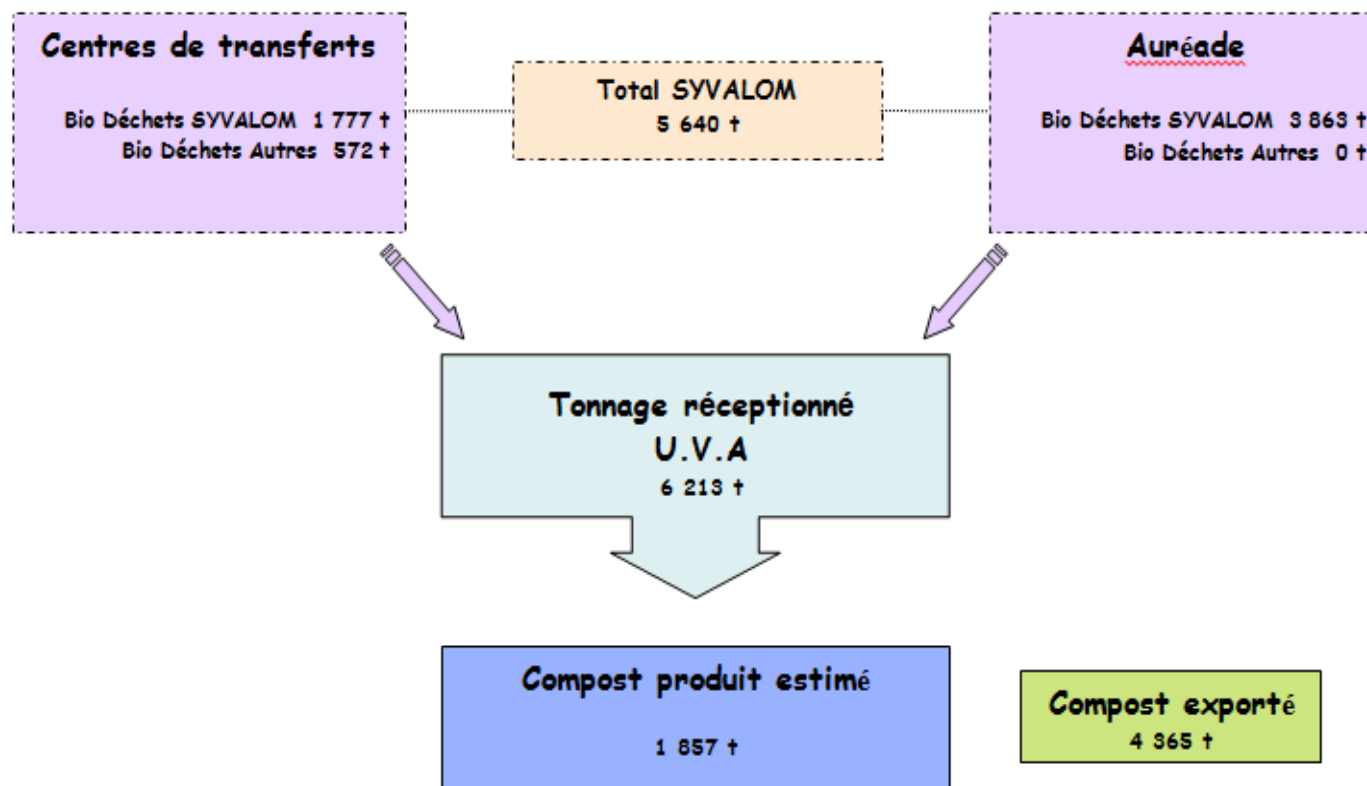 Centres de transferts
Bio Déchets SYVALOM 1 777 t
Bio Déchets Autres 572 t
Total SYVALOM
5 640 t
Auréade
Bio Déchets SYVALOM 3 863 t
Bio Déchets Autres 0 t
Tonnage réceptionné
U.V.A
6 213 t
Compost produit estimé
1 857 t
Compost exporté
4 365 t